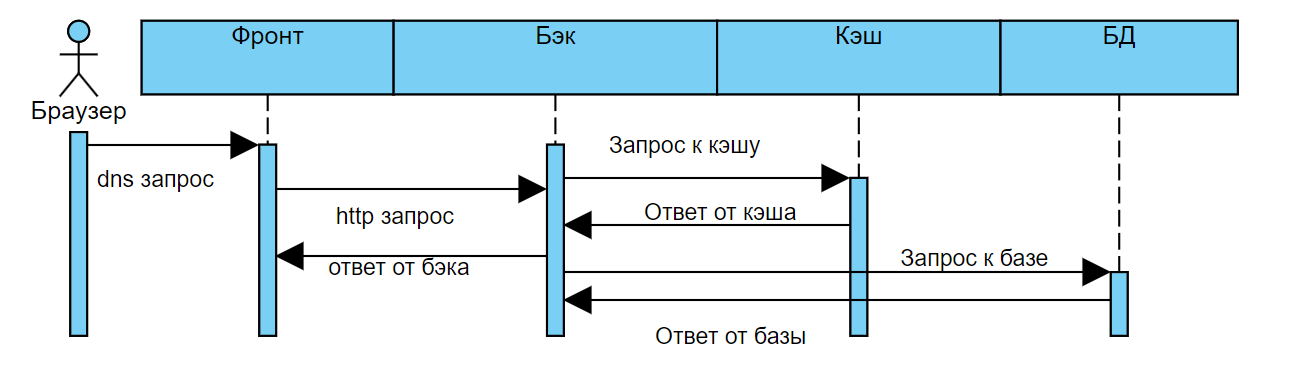 Фронт
Бэк
Кэш
БД
Браузер
Запрос к кэшу
dns запрос
Ответ от кэша
http запрос
Запрос к базе
ответ от бэка
Ответ от базы